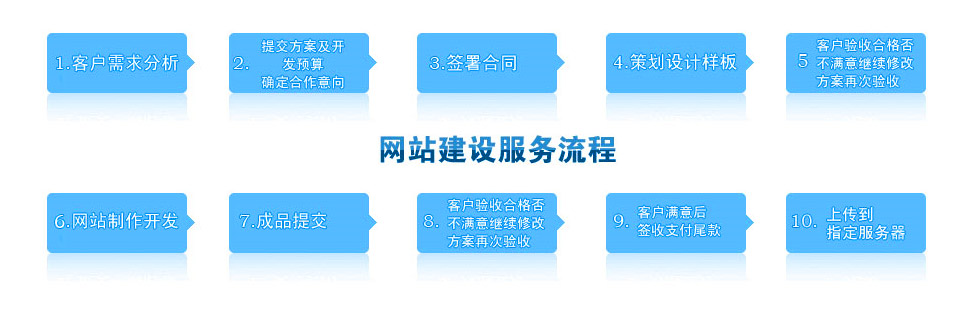 1.客户需求分析
2.
提交方案及开
发预算
确定合作意向
3.签署合同
4.策划设计样板
5
客户验收合格否
不满意继续修改
方案再次验收
网站建设服务流程
6.网站制作开发
7.成品提交
8.
客户验收合格否
不满意继续修改
方案再次验收
9.
客户满意后
签收支付尾款
10.
上传到
指定服务器